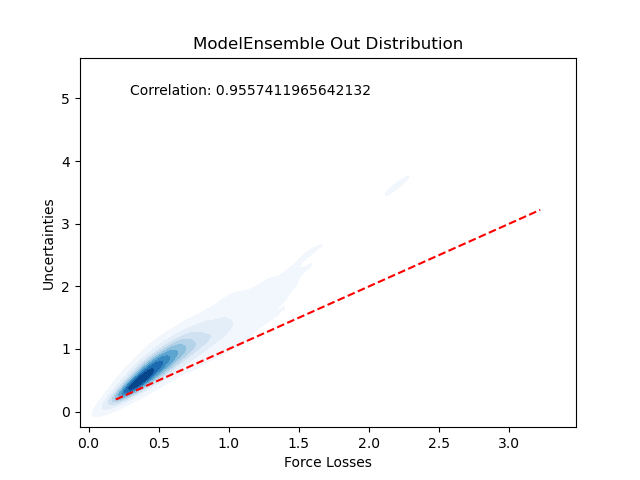 ModelEnsemble Out Distribution
Correlation: 0.9557411965642132
Uncertainties
5
4
3
2
1
0
0.0 0.5 1.0 1.5 2.0 2.5 3.0
Force Losses